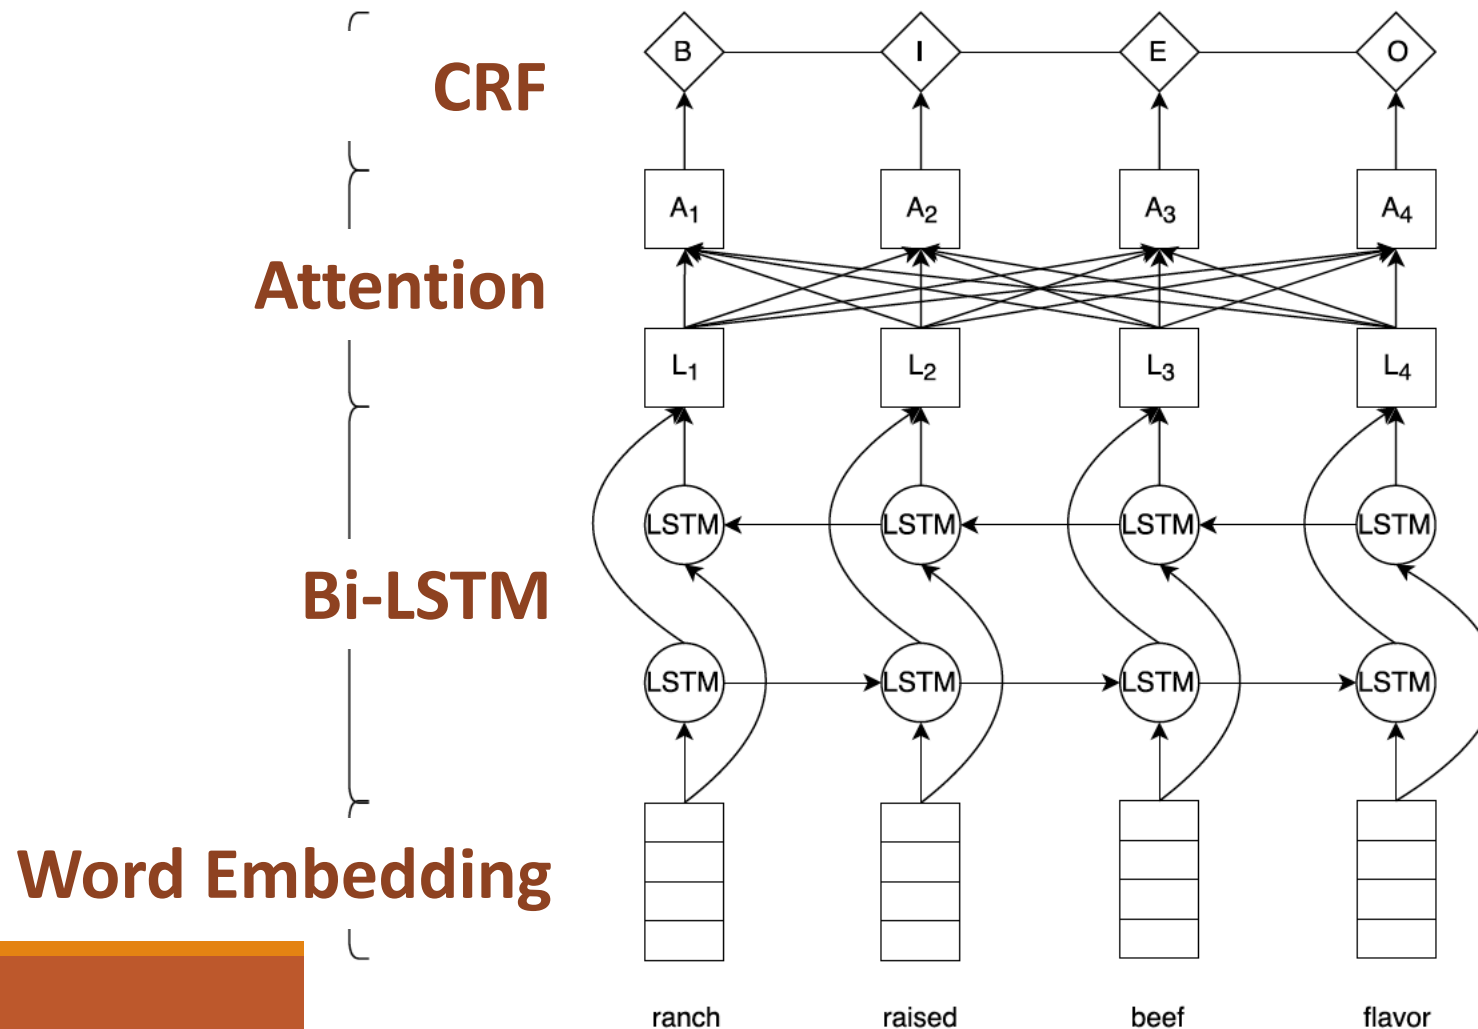 B I E O
CRF
A1 A2 A3 A4
Attention
L1 L2 L3 L4
LSTM LSTM LSTM LSTM
Bi-LSTM
LSTM LSTM LSTM LSTM
Word Embedding
ranch raised beef flavor